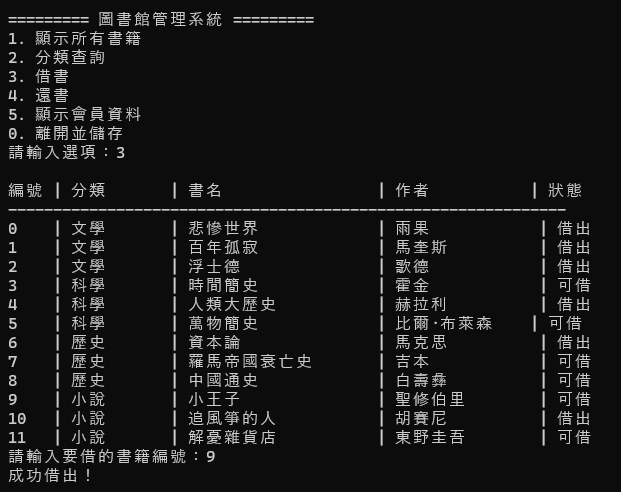 ========= 圖書館管理系統 =========
1. 顯示所有書籍
2. 分類查詢
3. 借書
4. 還書
5. 顯示會員資料
0. 離開並儲存
請輸入選項：3
編號 | 分類 | 書名 | 作者 | 狀態
--------------------------------------------------------------
0 | 文學 | 悲慘世界 | 雨果 | 借出
1 | 文學 | 百年孤寂 | 馬奎斯 | 借出
2 | 文學 | 浮士德 | 歌德 | 借出
3 | 科學 | 時間簡史 | 霍金 | 可借
4 | 科學 | 人類大歷史 | 赫拉利 | 借出
5 | 科學 | 萬物簡史 | 比爾·布萊森 | 可借
6 | 歷史 | 資本論 | 馬克思 | 借出
7 | 歷史 | 羅馬帝國衰亡史 | 吉本 | 可借
8 | 歷史 | 中國通史 | 白壽彝 | 可借
9 | 小說 | 小王子 | 聖修伯里 | 可借
10 | 小說 | 追風箏的人 | 胡賽尼 | 借出
11 | 小說 | 解憂雜貨店 | 東野圭吾 | 可借
請輸入要借的書籍編號：9
成功借出！